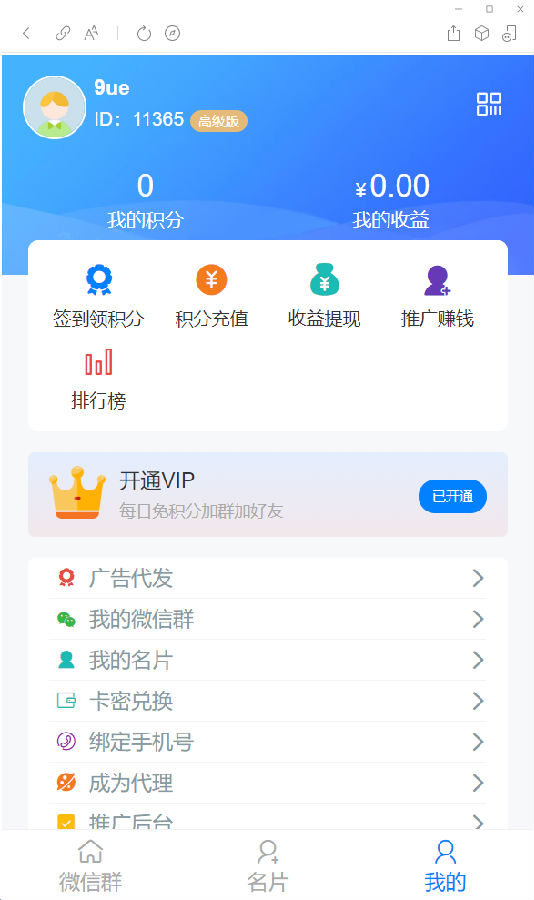 9ue
ID：11365 高级版
0
¥0.00
我的积分
我的收益
签到领积分
积分充值
收益提现
推广赚钱
排行榜
开通VIP
每日免积分加群加好友
已开通
广告代发
我的微信群
我的名片
卡密兑换
绑定手机号
成为代理
推广后台
微信群
名片
我的